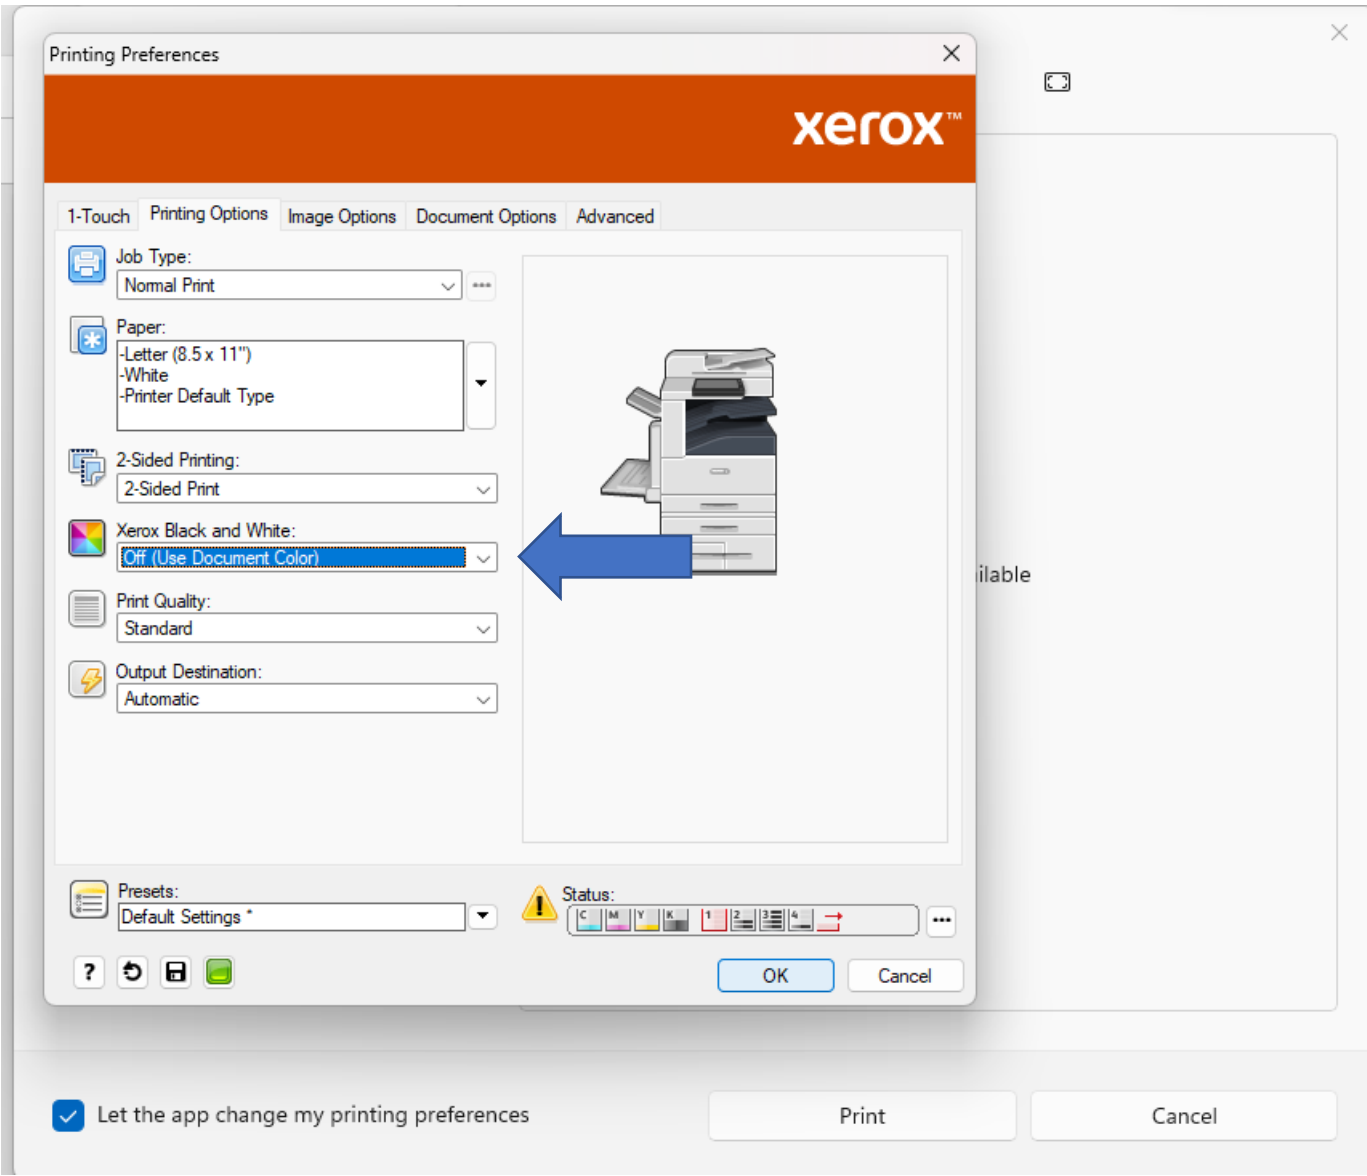 Printing Preferences
xerox™
1-Touch Printing Options Image Options Document Options Advanced
Job Type:
Normal Print
Paper:
-Letter (8.5 x 11")
-White
-Printer Default Type
2-Sided Printing:
2-Sided Print
Xerox Black and White:
Off (Use Document Color)
ilable
Print Quality:
Standard
Output Destination:
Automatic
Presets:
Default Settings *
Status:
C M Y K 1 2 3 4
?
OK Cancel
Let the app change my printing preferences
Print Cancel